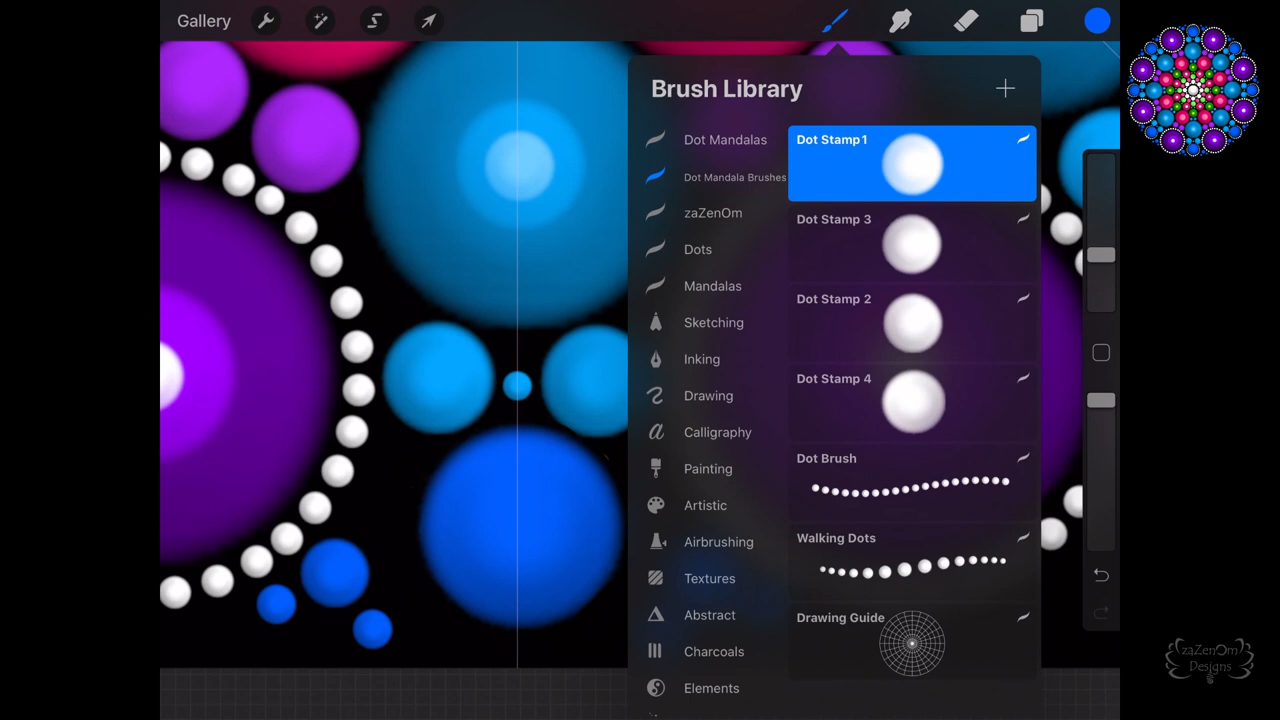 Gallery
Brush Library
Dot Mandalas
Dot Mandala Brushes
zaZenOm
Dots
Mandalas
Sketching
Inking
Drawing
Calligraphy
Painting
Artistic
Airbrushing
Textures
Abstract
Charcoals
Elements
Dot Stamp1
Dot Stamp 3
Dot Stamp 2
Dot Stamp 4
Dot Brush
Walking Dots
Drawing Guide
zaZenOm
Designs